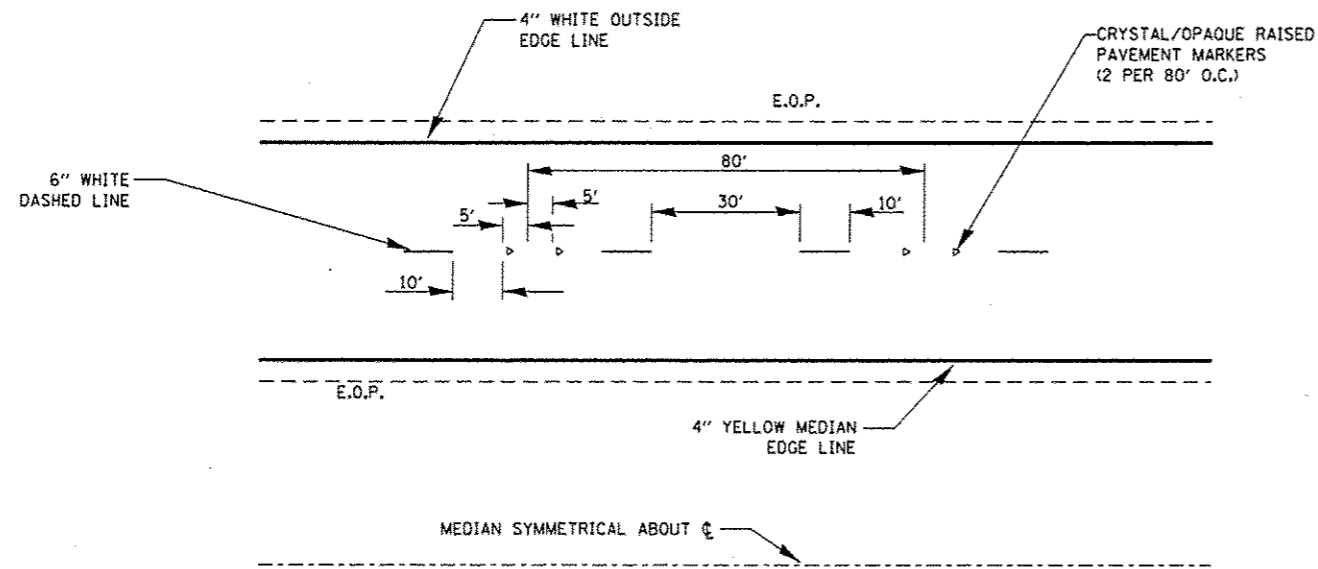 4" WHITE OUTSIDE
EDGE LINE
CRYSTAL/OPAQUE RAISED
PAVEMENT MARKERS
(2 PER 80' O.C.)
E.O.P.
6" WHITE
DASHED LINE
80'
5'
5'
30'
10'
10'
E.O.P.
4" YELLOW MEDIAN
EDGE LINE
MEDIAN SYMMETRICAL ABOUT ℄